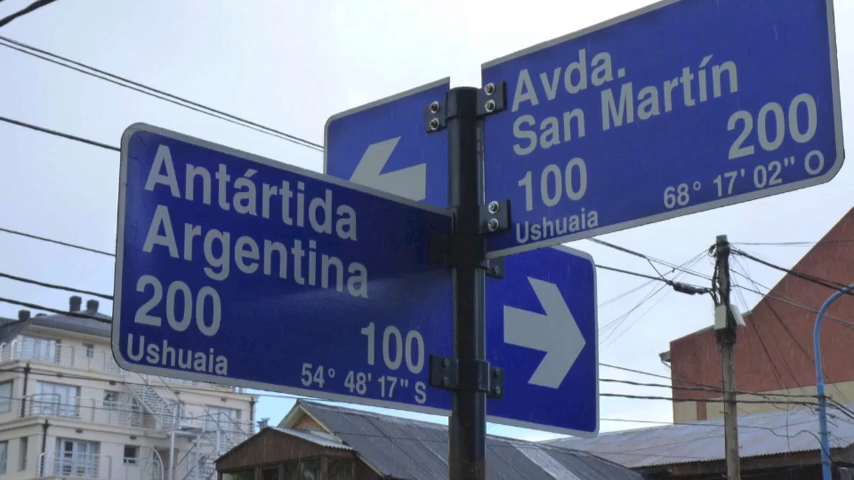 Antártida
Argentina
200 100
Ushuaia 54° 48' 17" S
Avda.
San Martín
100 200
Ushuaia 68° 17' 02" O